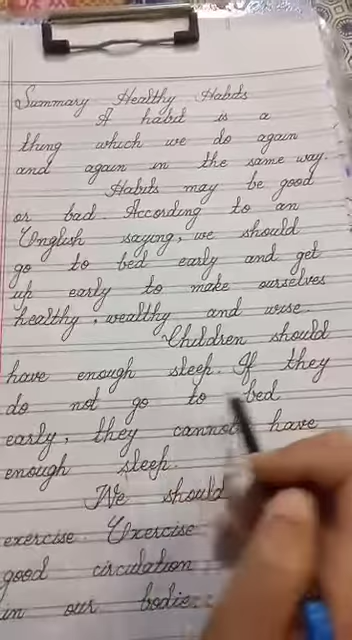 Summary Healthy Habits
A habit is a
thing which we do again
and again in the same way.
Habits may be good
or bad. According to an
English saying, we should
go to bed early and get
up early to make ourselves
healthy, wealthy and wise.
Children should
have enough sleep. If they
do not go to bed
early, they cannot have
enough sleep.
We should
exercise. Exercise
good circulation
in our bodie